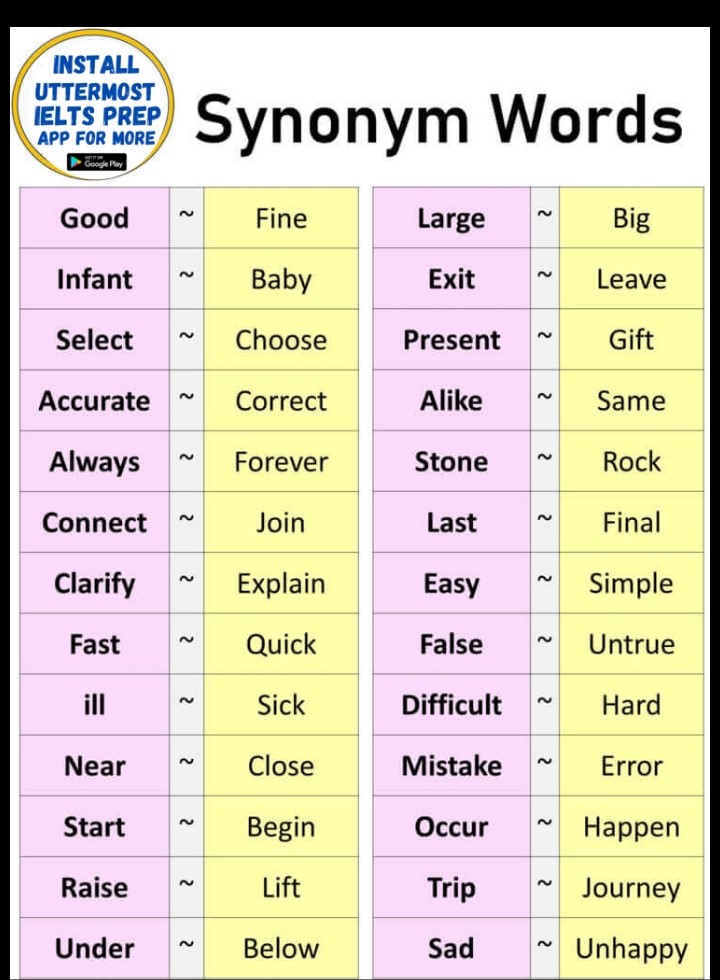 INSTALL
UTTERMOST
IELTS PREP
APP FOR MORE
GET IT ON
Google Play
Synonym Words
Good ~ Fine
Infant ~ Baby
Select ~ Choose
Accurate ~ Correct
Always ~ Forever
Connect ~ Join
Clarify ~ Explain
Fast ~ Quick
ill ~ Sick
Near ~ Close
Start ~ Begin
Raise ~ Lift
Under ~ Below
Large ~ Big
Exit ~ Leave
Present ~ Gift
Alike ~ Same
Stone ~ Rock
Last ~ Final
Easy ~ Simple
False ~ Untrue
Difficult ~ Hard
Mistake ~ Error
Occur ~ Happen
Trip ~ Journey
Sad ~ Unhappy